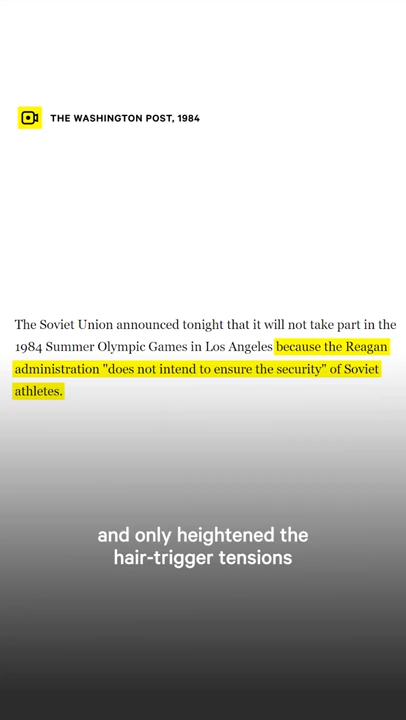 THE WASHINGTON POST, 1984
The Soviet Union announced tonight that it will not take part in the
1984 Summer Olympic Games in Los Angeles because the Reagan
administration "does not intend to ensure the security" of Soviet
athletes.
and only heightened the
hair-trigger tensions